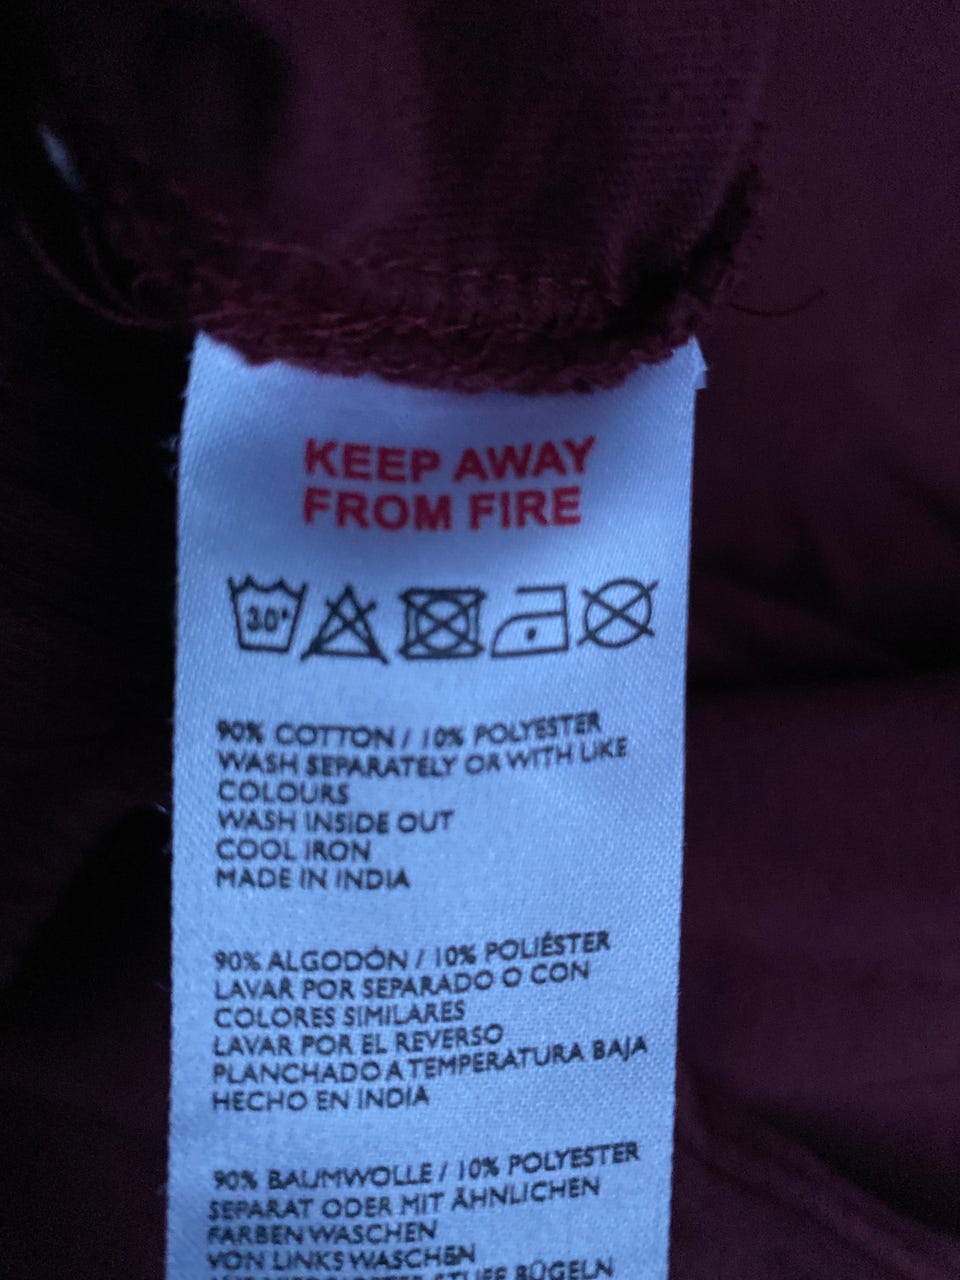 KEEP AWAY
FROM FIRE
30°
90% COTTON / 10% POLYESTER
WASH SEPARATELY OR WITH LIKE
COLOURS
WASH INSIDE OUT
COOL IRON
MADE IN INDIA
90% ALGODÓN / 10% POLIÉSTER
LAVAR POR SEPARADO O CON
COLORES SIMILARES
LAVAR POR EL REVERSO
PLANCHADO A TEMPERATURA BAJA
HECHO EN INDIA
90% BAUMWOLLE / 10% POLYESTER
SEPARAT ODER MIT ÄHNLICHEN
FARBEN WASCHEN
VON LINKS WASCHEN
STUFE BÜGELN